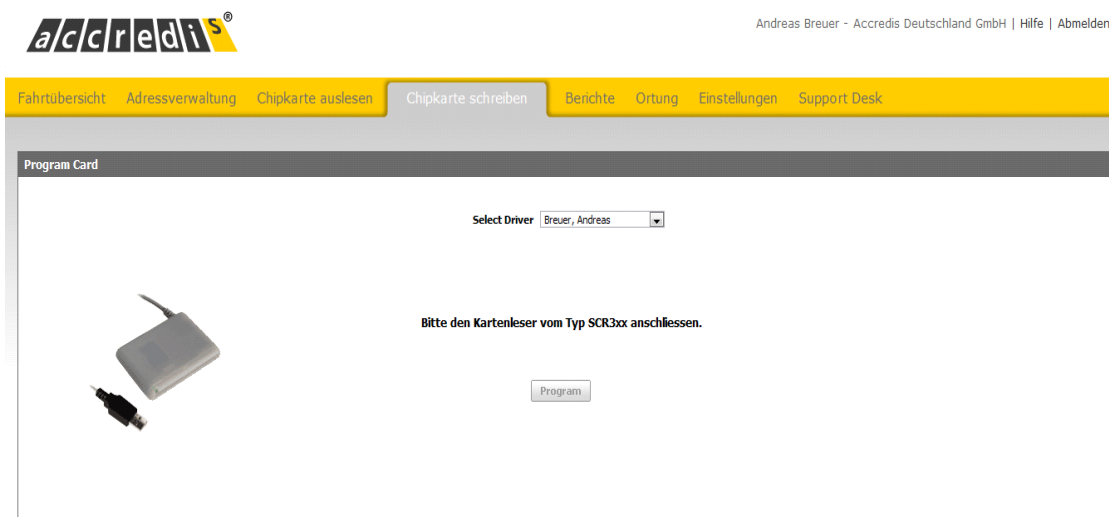 accredis®
Andreas Breuer - Accredis Deutschland GmbH | Hilfe | Abmelden
Fahrtübersicht Adressverwaltung Chipkarte auslesen Chipkarte schreiben Berichte Ortung Einstellungen Support Desk
Program Card
Select Driver Breuer, Andreas
Bitte den Kartenleser vom Typ SCR3xx anschliessen.
Program